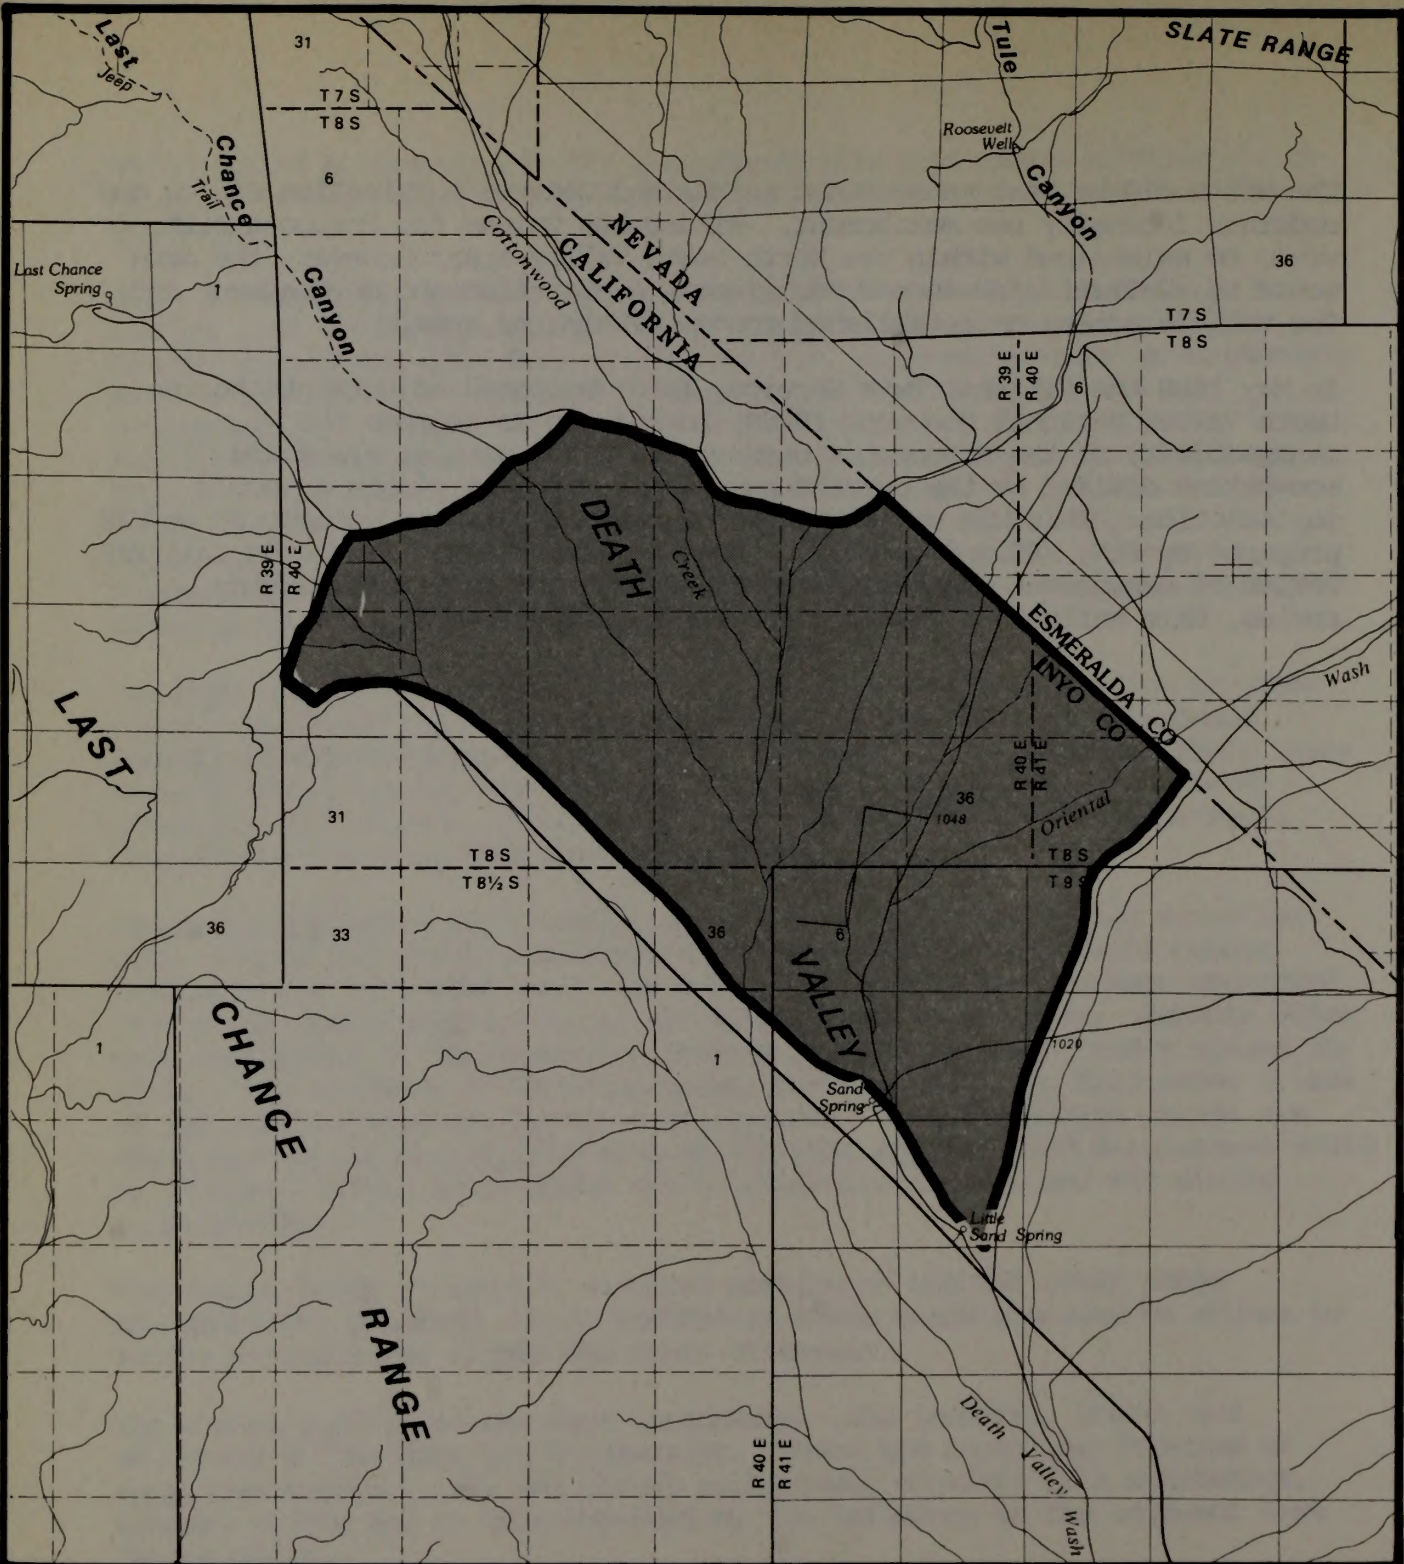 SLATE RANGE
Last
Jeep
Chance
Trail
Canyon
31
T 7 S
T 8 S
6
Tule
Roosevelt
Well
Canyon
36
Last Chance
Spring
1
Cottonwood
NEVADA
CALIFORNIA
T 7 S
T 8 S
R 39 E
R 40 E
6
DEATH
Creek
R 39 E
R 40 E
ESMERALDA CO
INYO CO
Wash
LAST
R 40 E
R 41 E
36
1048
Oriental
31
T 8 S
T 8½ S
T 8 S
T 9 S
36
33
36
6
VALLEY
CHANCE
1
1
1020
Sand
Spring
Little
Sand Spring
RANGE
Death
Valley
Wash
R 40 E
R 41 E